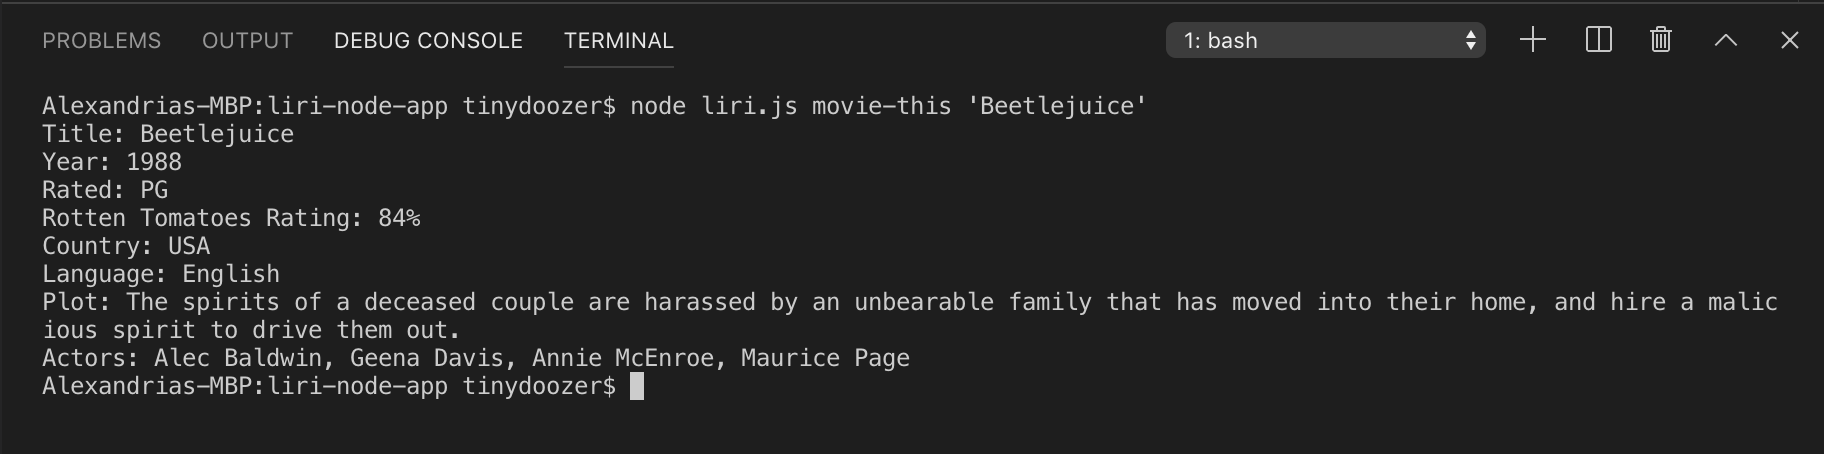 PROBLEMS OUTPUT DEBUG CONSOLE TERMINAL 1: bash
Alexandrias-MBP:liri-node-app tinydoozer$ node liri.js movie-this 'Beetlejuice'
Title: Beetlejuice
Year: 1988
Rated: PG
Rotten Tomatoes Rating: 84%
Country: USA
Language: English
Plot: The spirits of a deceased couple are harassed by an unbearable family that has moved into their home, and hire a malic
ious spirit to drive them out.
Actors: Alec Baldwin, Geena Davis, Annie McEnroe, Maurice Page
Alexandrias-MBP:liri-node-app tinydoozer$